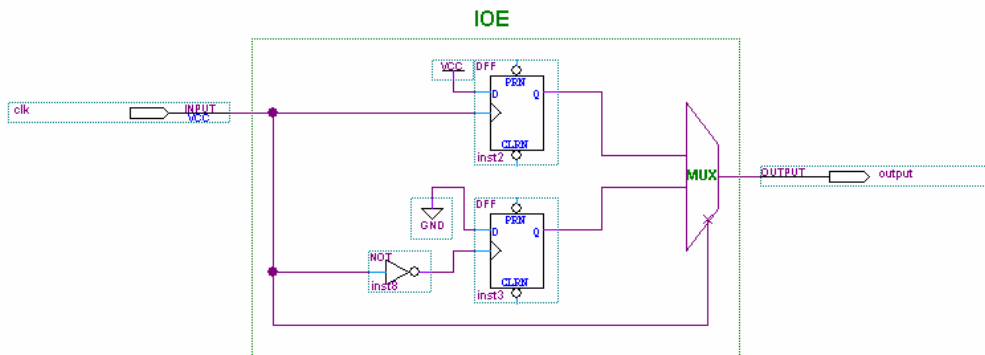 IOE
VCC
DFF
PRN
D
Q
CLRN
inst2
clk
INPUT
VCC
MUX
OUTPUT
output
GND
DFF
PRN
D
Q
CLRN
inst3
NOT
inst8